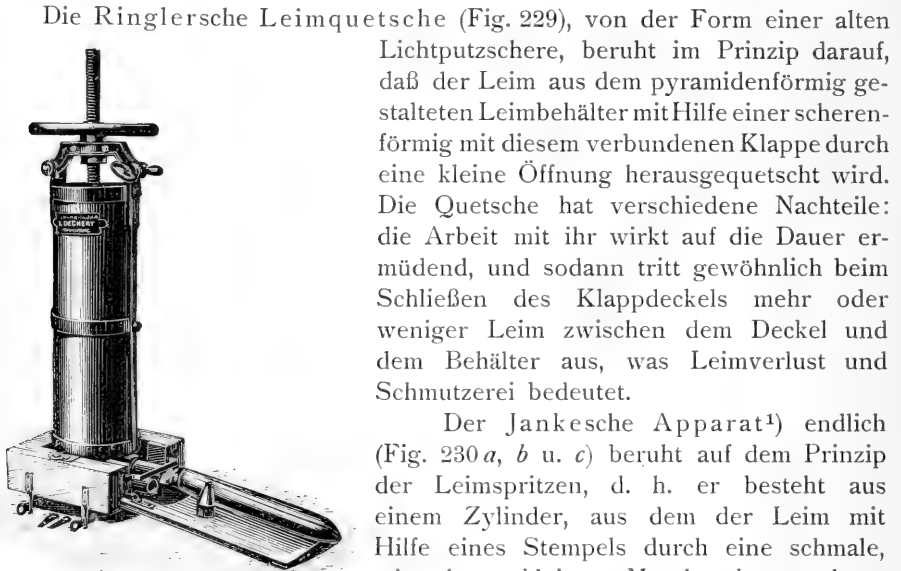 Die Ringlersche Leimquetsche (Fig. 229), von der Form einer alten
Lichtputzschere, beruht im Prinzip darauf,
daß der Leim aus dem pyramidenförmig ge-
stalteten Leimbehälter mit Hilfe einer scheren-
förmig mit diesem verbundenen Klappe durch
eine kleine Öffnung herausgequetscht wird.
Die Quetsche hat verschiedene Nachteile:
die Arbeit mit ihr wirkt auf die Dauer er-
müdend, und sodann tritt gewöhnlich beim
Schließen des Klappdeckels mehr oder
weniger Leim zwischen dem Deckel und
dem Behälter aus, was Leimverlust und
Schmutzerei bedeutet.
Der Jankesche Apparat¹) endlich
(Fig. 230 a, b u. c) beruht auf dem Prinzip
der Leimspritzen, d. h. er besteht aus
einem Zylinder, aus dem der Leim mit
Hilfe eines Stempels durch eine schmale,